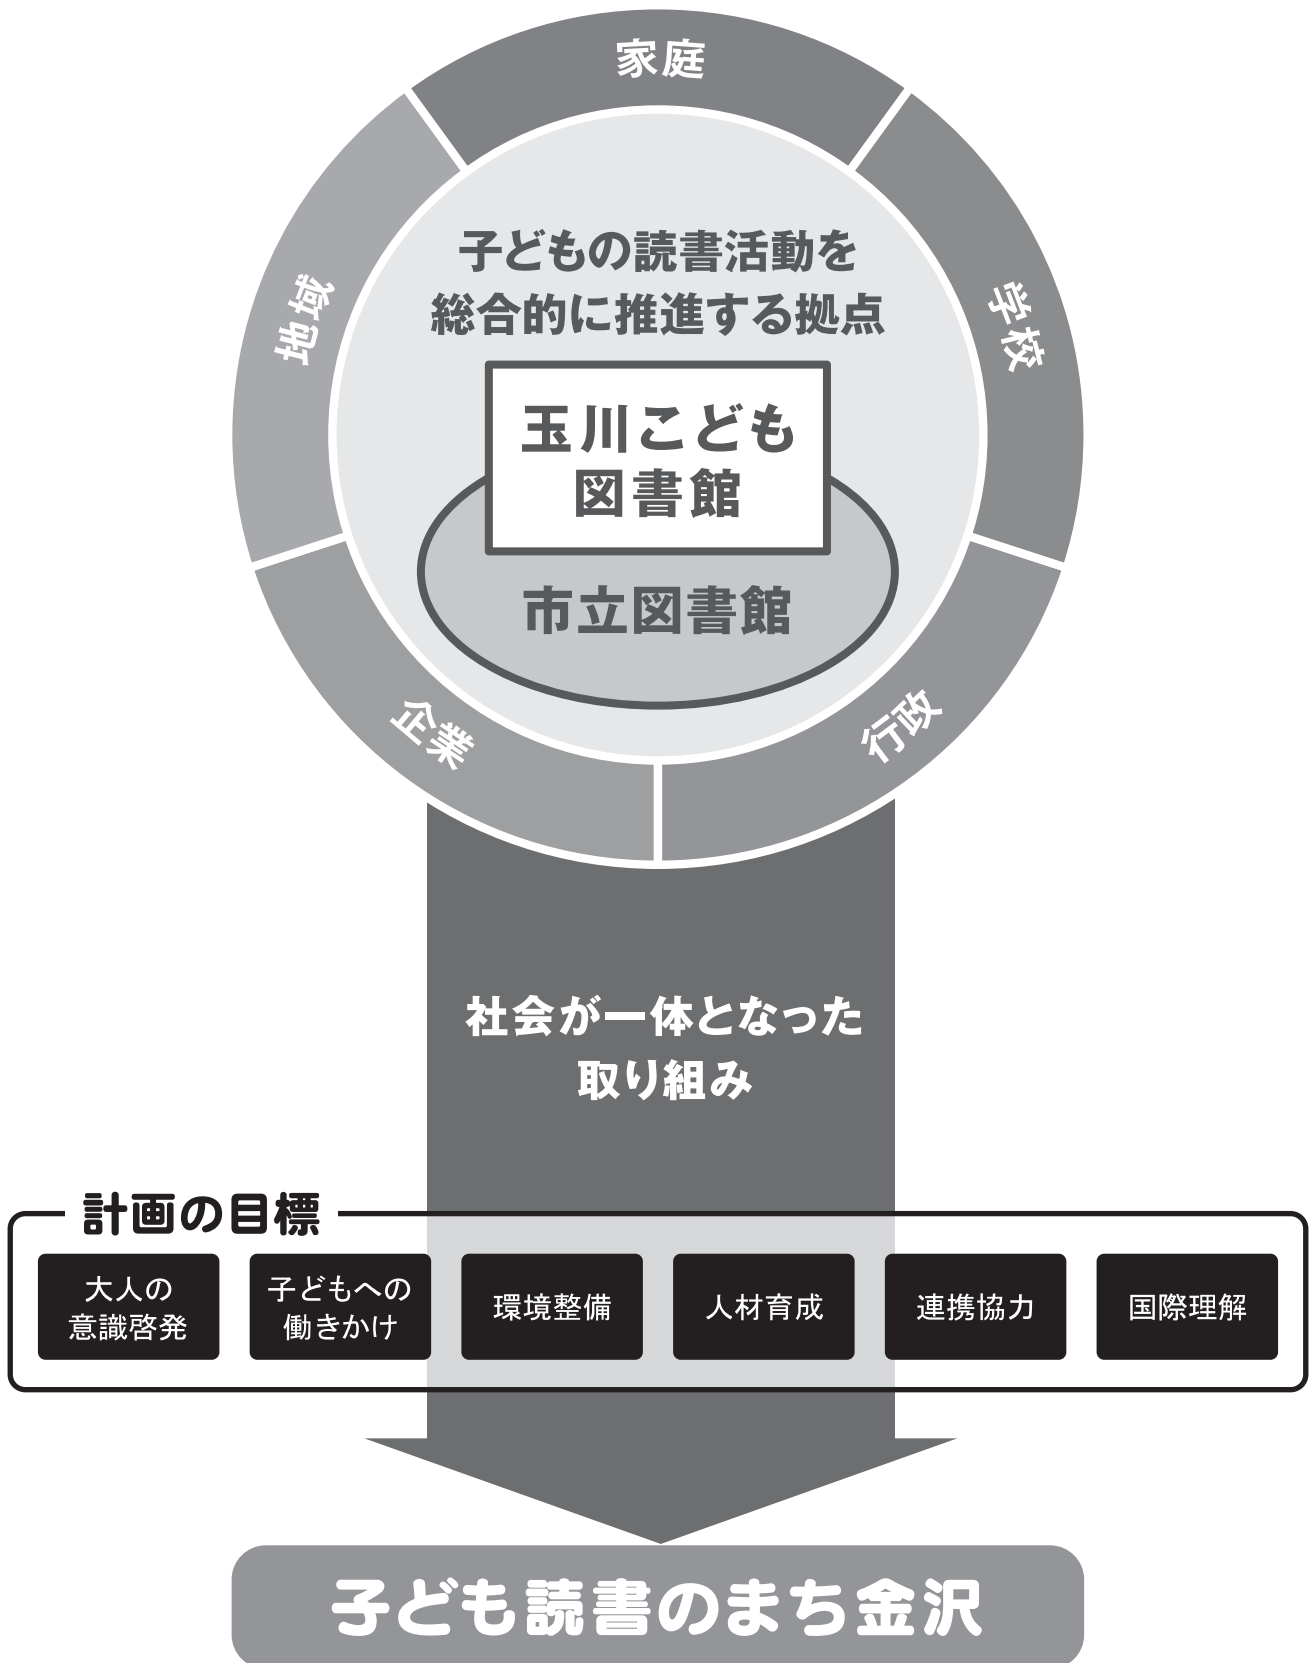 家庭
地域
学校
子どもの読書活動を
総合的に推進する拠点
玉川こども
図書館
市立図書館
企業
行政
社会が一体となった
取り組み
計画の目標
大人の
意識啓発
子どもへの
働きかけ
環境整備
人材育成
連携協力
国際理解
子ども読書のまち金沢